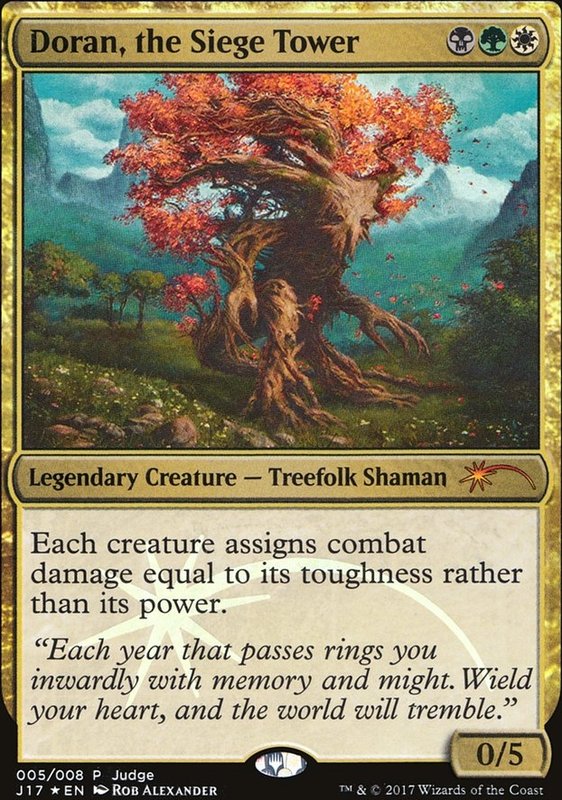 Doran, the Siege Tower
Legendary Creature — Treefolk Shaman
Each creature assigns combat
damage equal to its toughness rather
than its power.
“Each year that passes rings you
inwardly with memory and might. Wield
your heart, and the world will tremble.”
0/5
005/008 P Judge
J17 ★ EN Rob Alexander
™ & © 2017 Wizards of the Coast